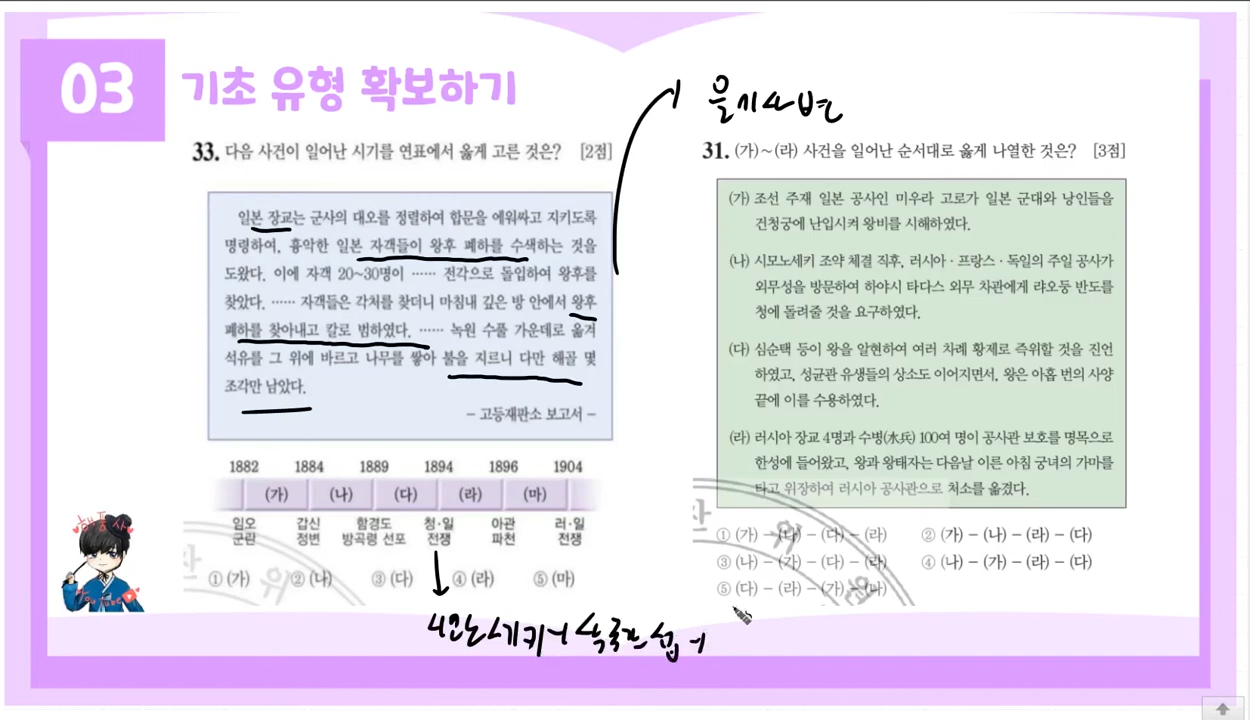 03 기초 유형 확보하기
을미사변
33. 다음 사건이 일어난 시기를 연표에서 옳게 고른 것은? [2점]
일본 장교는 군사의 대오를 정렬하여 합문을 에워싸고 지키도록
명령하여, 흉악한 일본 자객들이 왕후 폐하를 수색하는 것을
도왔다. 이에 자객 20~30명이 …… 전각으로 돌입하여 왕후를
찾았다. …… 자객들은 각처를 찾더니 마침내 깊은 방 안에서 왕후
폐하를 찾아내고 칼로 범하였다. …… 녹원 수풀 가운데로 옮겨
석유를 그 위에 바르고 나무를 쌓아 불을 지르니 다만 해골 몇
조각만 남았다.
– 고등재판소 보고서 –
1882 1884 1889 1894 1896 1904
(가) (나) (다) (라) (마)
임오 갑신 함경도 청·일 아관 러·일
군란 정변 방곡령 선포 전쟁 파천 전쟁
① (가) ② (나) ③ (다) ④ (라) ⑤ (마)
31. (가)~(라) 사건을 일어난 순서대로 옳게 나열한 것은? [3점]
(가) 조선 주재 일본 공사인 미우라 고로가 일본 군대와 낭인들을
건청궁에 난입시켜 왕비를 시해하였다.
(나) 시모노세키 조약 체결 직후, 러시아·프랑스·독일의 주일 공사가
외무성을 방문하여 하야시 타다스 외무 차관에게 랴오둥 반도를
청에 돌려줄 것을 요구하였다.
(다) 심순택 등이 왕을 알현하여 여러 차례 황제로 즉위할 것을 진언
하였고, 성균관 유생들의 상소도 이어지면서, 왕은 아홉 번의 사양
끝에 이를 수용하였다.
(라) 러시아 장교 4명과 수병(水兵) 100여 명이 공사관 보호를 명목으로
한성에 들어왔고, 왕과 왕태자는 다음날 이른 아침 궁녀의 가마를
타고 위장하여 러시아 공사관으로 처소를 옮겼다.
① (가) – (나) – (다) – (라) ② (가) – (나) – (라) – (다)
③ (나) – (가) – (다) – (라) ④ (나) – (가) – (라) – (다)
⑤ (다) – (라) – (가) – (나)
시모노세키 삼국간섭
YouTube